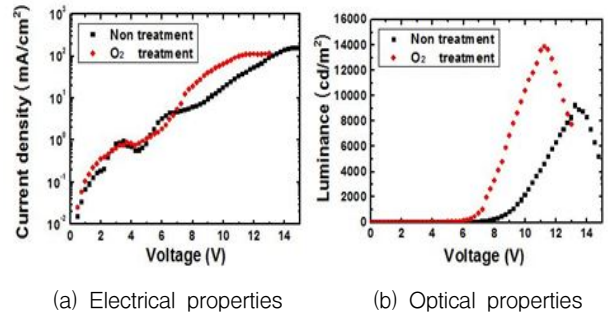 Current density (mA/cm²)
10³
10²
10¹
10⁰
10⁻¹
10⁻²
Non treatment
O₂ treatment
0 2 4 6 8 10 12 14
Voltage (V)
Luminance (cd/m²)
16000
14000
12000
10000
8000
6000
4000
2000
0
Non treatment
O₂ treatment
0 2 4 6 8 10 12 14
Voltage (V)
(a) Electrical properties
(b) Optical properties